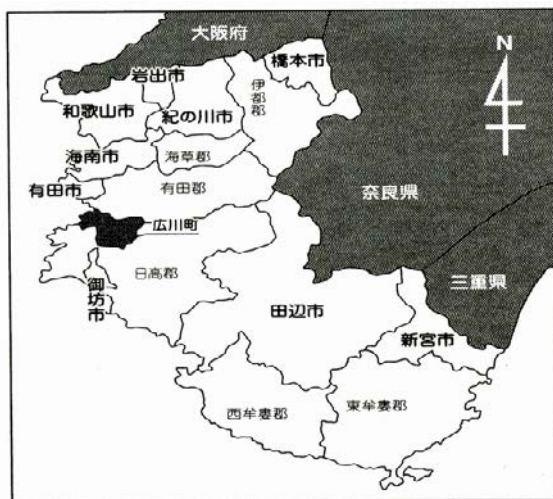 大阪府
N
橋本市
岩出市
伊都郡
和歌山市
紀の川市
海南市
海草郡
有田市
有田郡
奈良県
広川町
日高郡
御坊市
三重県
田辺市
新宮市
西牟婁郡
東牟婁郡